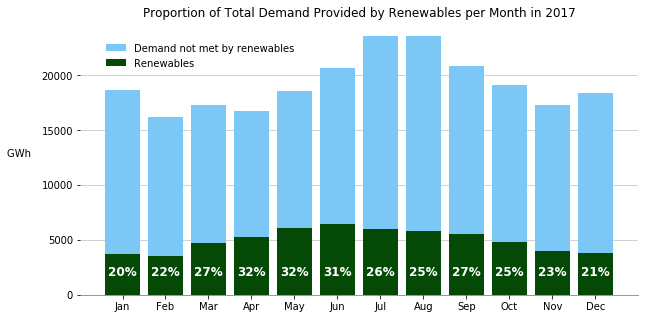 Proportion of Total Demand Provided by Renewables per Month in 2017
Demand not met by renewables
Renewables
20000
15000
GWh
10000
5000
0
20% 22% 27% 32% 32% 31% 26% 25% 27% 25% 23% 21%
Jan Feb Mar Apr May Jun Jul Aug Sep Oct Nov Dec